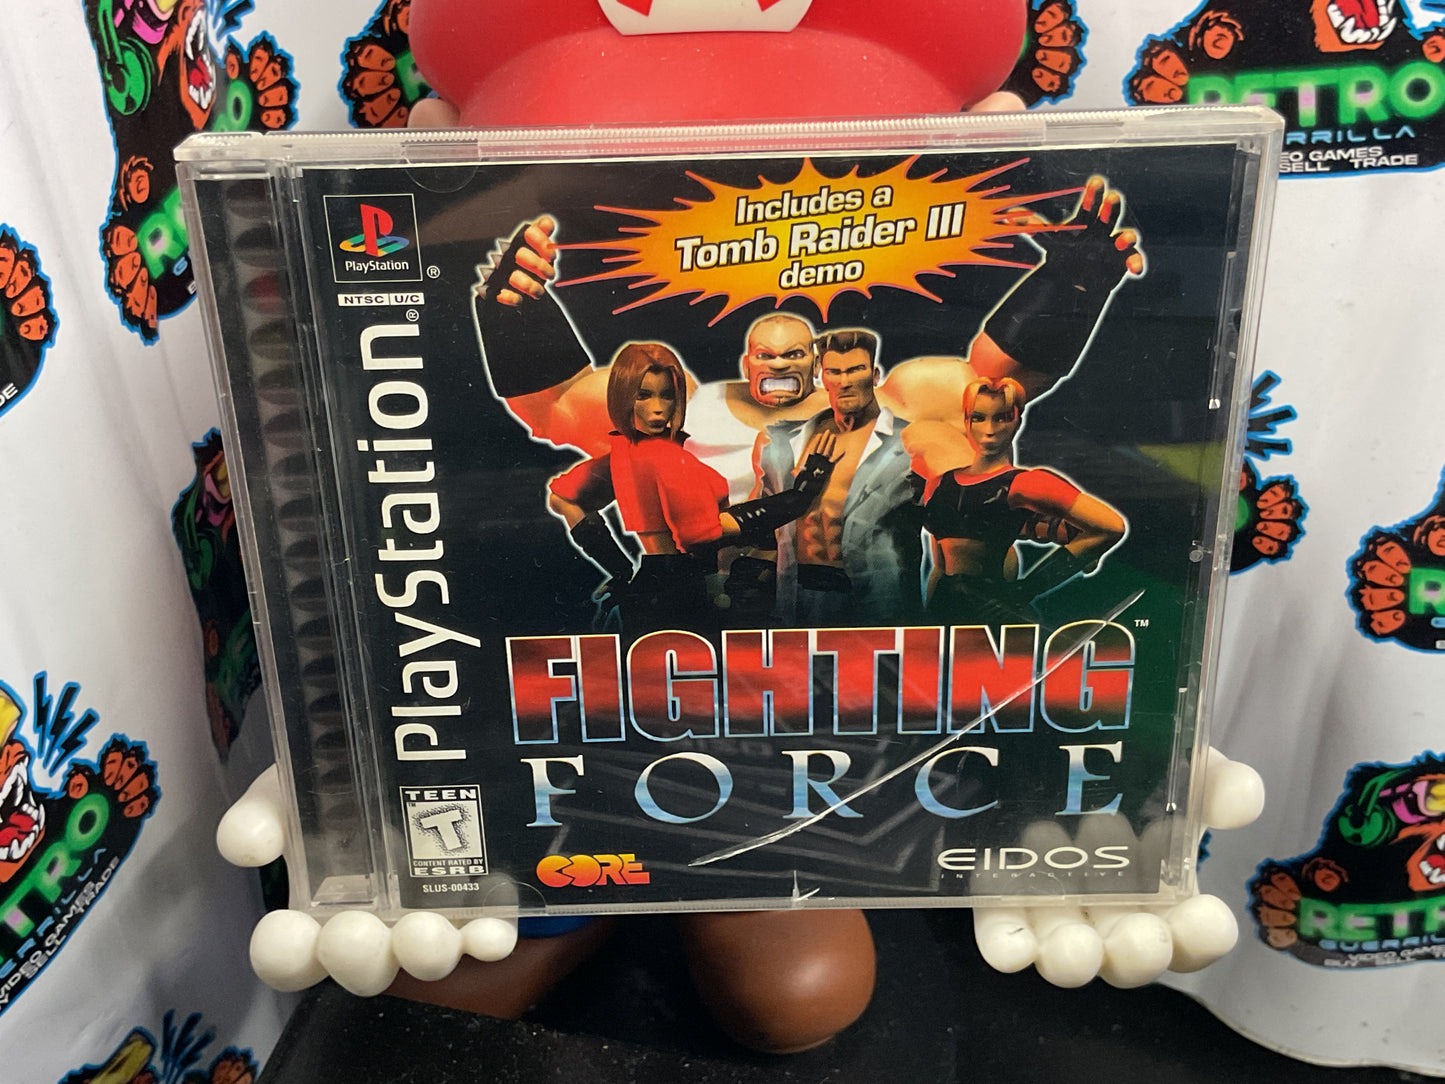 Includes a
Tomb Raider III
demo
PlayStation
®
NTSC U/C
PlayStation®
FIGHTING™
FORCE
TEEN
T
CONTENT RATED BY
ESRB
SLUS-00433
CORE
EIDOS
INTERACTIVE
RETRO
GUERRILLA
VIDEO GAMES
BUY SELL TRADE